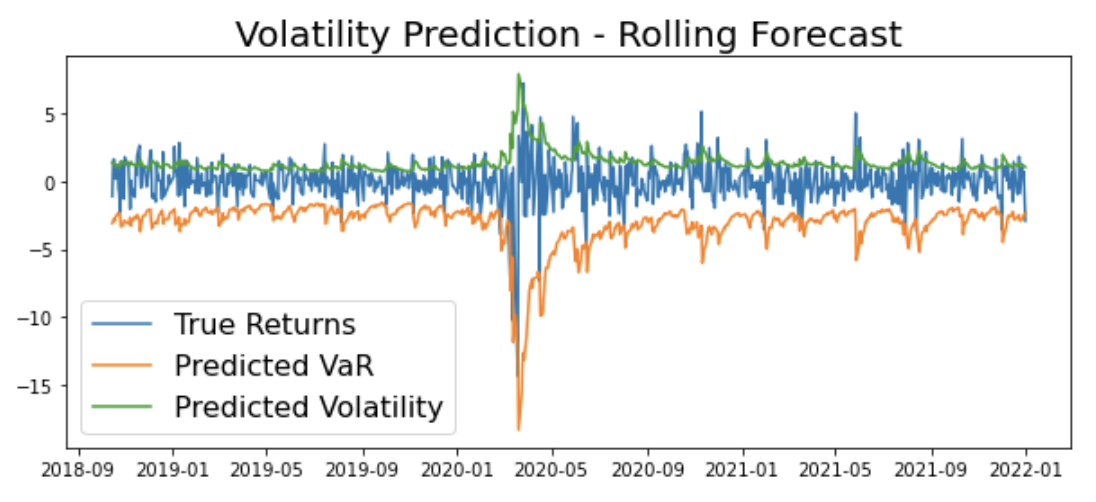 Volatility Prediction - Rolling Forecast
5
0
−5
−10
−15
True Returns
Predicted VaR
Predicted Volatility
2018-09 2019-01 2019-05 2019-09 2020-01 2020-05 2020-09 2021-01 2021-05 2021-09 2022-01